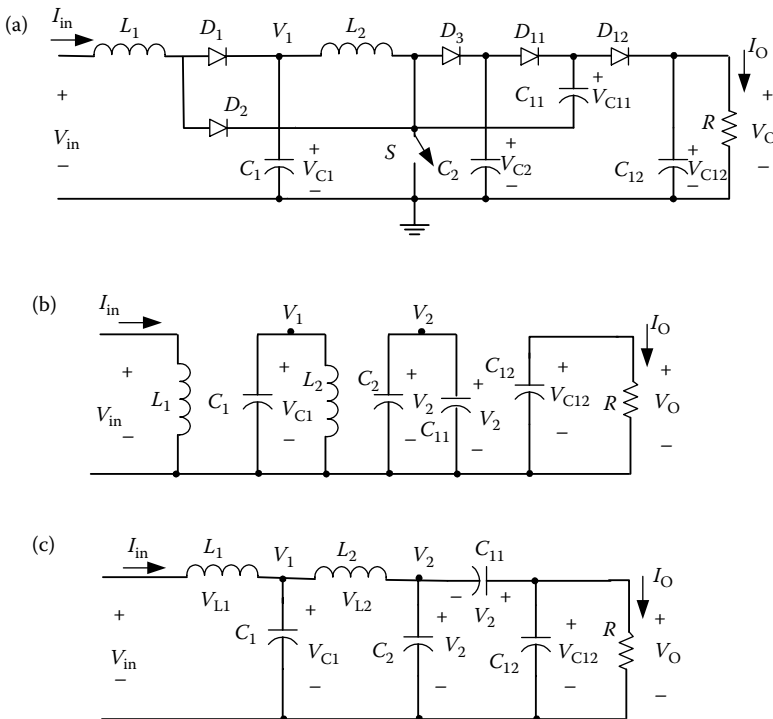 (a)
I_in L_1 D_1 V_1 L_2 D_3 D_11 D_12 I_O
+ V_in −
D_2
C_11 + V_C11
S
C_1 + V_C1 −
C_2 + V_C2 −
C_12 + V_C12 −
R + V_O −
(b)
I_in V_1 V_2 I_O
+ V_in −
L_1
C_1 + V_C1 −
L_2
C_2 + V_2 −
C_11 + V_2 −
C_12 + V_C12 −
R + V_O −
(c)
I_in L_1 V_1 L_2 V_2 C_11 I_O
V_L1 V_L2 − V_2 +
+ V_in −
C_1 + V_C1 −
C_2 + V_2 −
C_12 + V_C12 −
R + V_O −